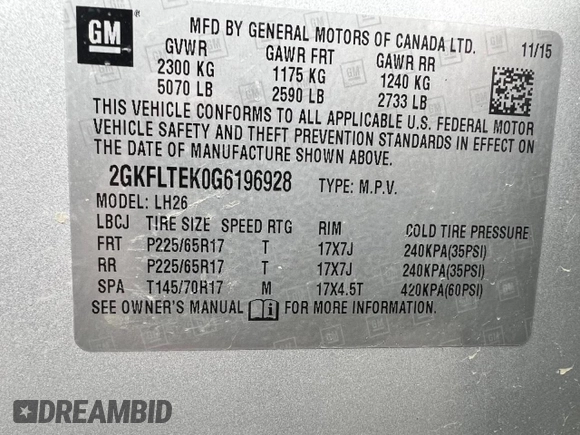 GM
MFD BY GENERAL MOTORS OF CANADA LTD.
11/15
GVWR GAWR FRT GAWR RR
2300 KG 1175 KG 1240 KG
5070 LB 2590 LB 2733 LB
THIS VEHICLE CONFORMS TO ALL APPLICABLE U.S. FEDERAL MOTOR
VEHICLE SAFETY AND THEFT PREVENTION STANDARDS IN EFFECT ON
THE DATE OF MANUFACTURE SHOWN ABOVE.
2GKFLTEK0G6196928 TYPE: M.P.V.
MODEL: LH26
LBCJ TIRE SIZE SPEED RTG RIM COLD TIRE PRESSURE
FRT P225/65R17 T 17X7J 240KPA(35PSI)
RR P225/65R17 T 17X7J 240KPA(35PSI)
SPA T145/70R17 M 17X4.5T 420KPA(60PSI)
SEE OWNER'S MANUAL i FOR MORE INFORMATION.
DREAMBID